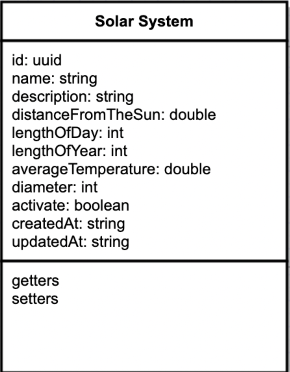 Solar System
id: uuid
name: string
description: string
distanceFromTheSun: double
lengthOfDay: int
lengthOfYear: int
averageTemperature: double
diameter: int
activate: boolean
createdAt: string
updatedAt: string
getters
setters